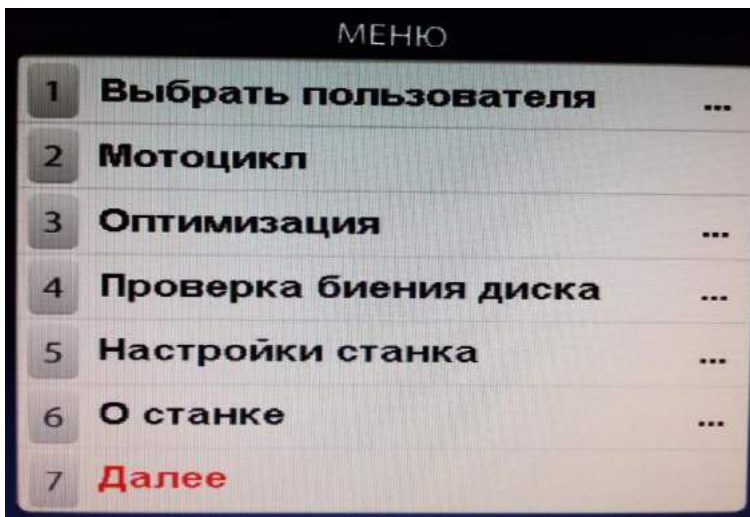 МЕНЮ
1 Выбрать пользователя ...
2 Мотоцикл
3 Оптимизация ...
4 Проверка биения диска ...
5 Настройки станка ...
6 О станке ...
7 Далее